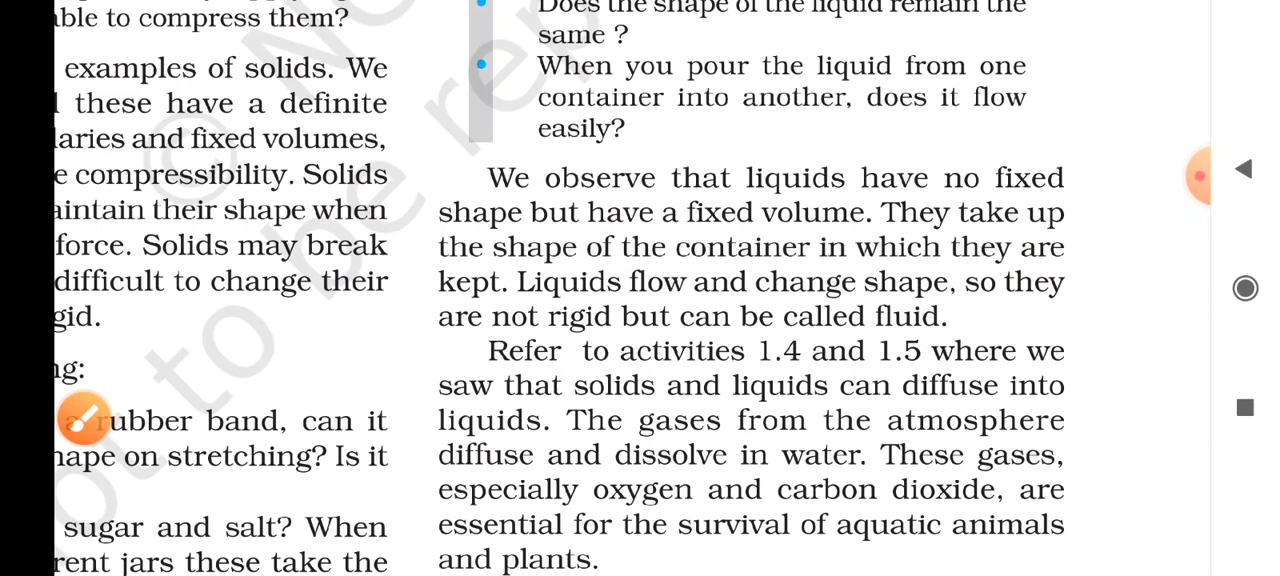 able to compress them?
examples of solids. We
these have a definite
and fixed volumes,
compressibility. Solids
their shape when
force. Solids may break
difficult to change their
rubber band, can it
on stretching? Is it
sugar and salt? When
jars these take the
Does the shape of the liquid remain the
same ?
When you pour the liquid from one
container into another, does it flow
easily?
We observe that liquids have no fixed
shape but have a fixed volume. They take up
the shape of the container in which they are
kept. Liquids flow and change shape, so they
are not rigid but can be called fluid.
Refer to activities 1.4 and 1.5 where we
saw that solids and liquids can diffuse into
liquids. The gases from the atmosphere
diffuse and dissolve in water. These gases,
especially oxygen and carbon dioxide, are
essential for the survival of aquatic animals
and plants.
© 
to be